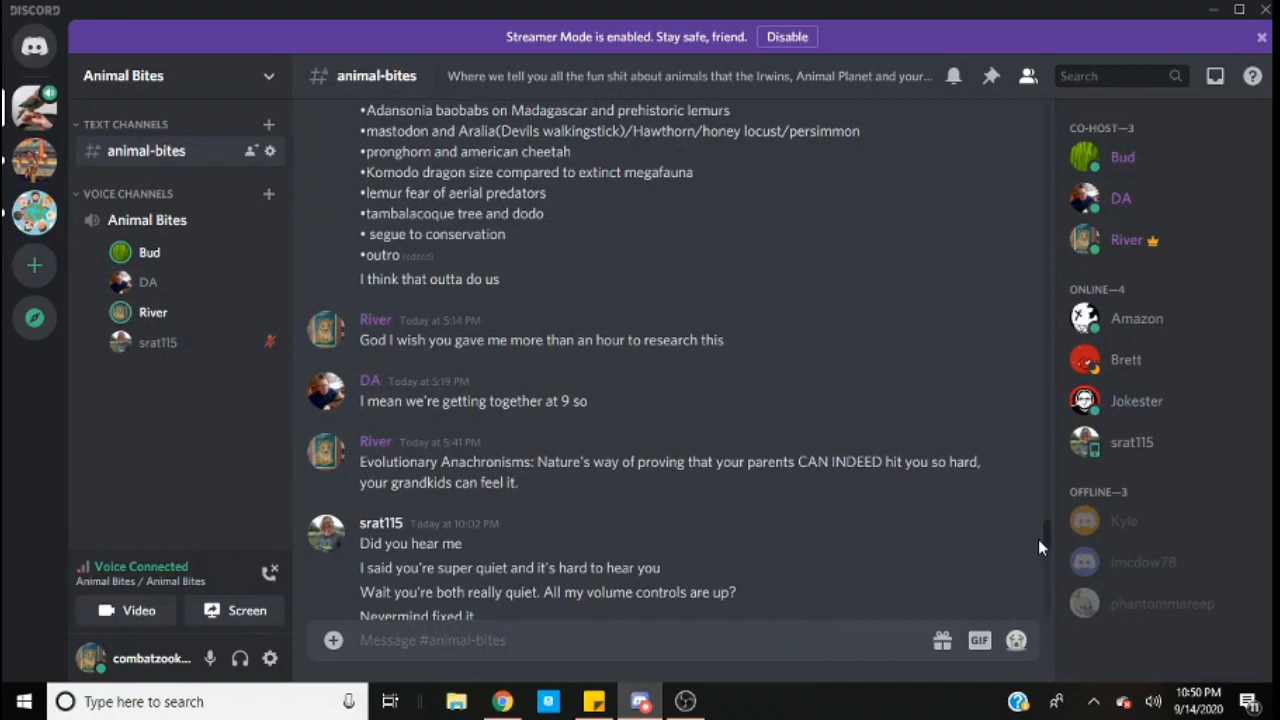 DISCORD
Streamer Mode is enabled. Stay safe, friend. Disable
Animal Bites
TEXT CHANNELS
animal-bites
VOICE CHANNELS
Animal Bites
Bud
DA
River
srat115
Voice Connected
Animal Bites / Animal Bites
Video Screen
combatzook...
# animal-bites Where we tell you all the fun shit about animals that the Irwins, Animal Planet and your... Search
•Adansonia baobabs on Madagascar and prehistoric lemurs
•mastodon and Aralia(Devils walkingstick)/Hawthorn/honey locust/persimmon
•pronghorn and american cheetah
•Komodo dragon size compared to extinct megafauna
•lemur fear of aerial predators
•tambalacoque tree and dodo
• segue to conservation
•outro (edited)
I think that outta do us
River Today at 5:14 PM
God I wish you gave me more than an hour to research this
DA Today at 5:19 PM
I mean we're getting together at 9 so
River Today at 5:41 PM
Evolutionary Anachronisms: Nature's way of proving that your parents CAN INDEED hit you so hard,
your grandkids can feel it.
srat115 Today at 10:02 PM
Did you hear me
I said you're super quiet and it's hard to hear you
Wait you're both really quiet. All my volume controls are up?
Nevermind fixed it
Message #animal-bites GIF
CO-HOST—3
Bud
DA
River
ONLINE—4
Amazon
Brett
Jokester
srat115
OFFLINE—3
Kyle
lmcdow78
phantommareep
Type here to search
10:50 PM
9/14/2020